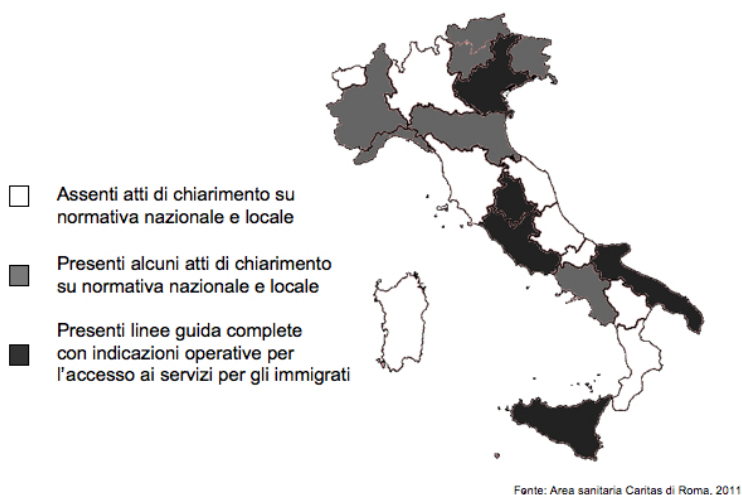 Assenti atti di chiarimento su
normativa nazionale e locale
Presenti alcuni atti di chiarimento
su normativa nazionale e locale
Presenti linee guida complete
con indicazioni operative per
l'accesso ai servizi per gli immigrati
Fonte: Area sanitaria Caritas di Roma, 2011